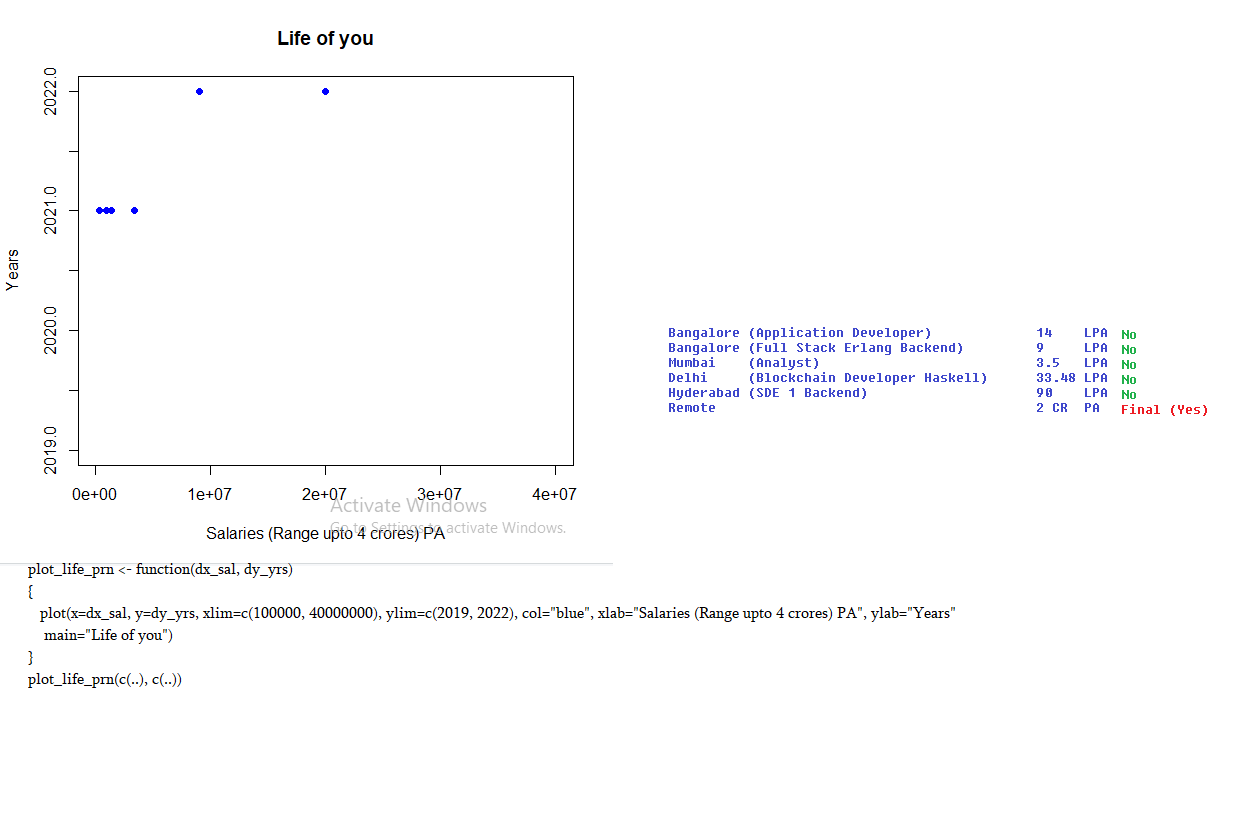 Life of you
2022.0
2021.0
2020.0
2019.0
Years
0e+00 1e+07 2e+07 3e+07 4e+07
Salaries (Range upto 4 crores) PA
Activate Windows
Go to Settings to activate Windows.
Bangalore (Application Developer) 14 LPA No
Bangalore (Full Stack Erlang Backend) 9 LPA No
Mumbai (Analyst) 3.5 LPA No
Delhi (Blockchain Developer Haskell) 33.48 LPA No
Hyderabad (SDE 1 Backend) 90 LPA No
Remote 2 CR PA Final (Yes)
plot_life_prn <- function(dx_sal, dy_yrs)
{
plot(x=dx_sal, y=dy_yrs, xlim=c(100000, 40000000), ylim=c(2019, 2022), col="blue", xlab="Salaries (Range upto 4 crores) PA", ylab="Years"
main="Life of you")
}
plot_life_prn(c(..), c(..))